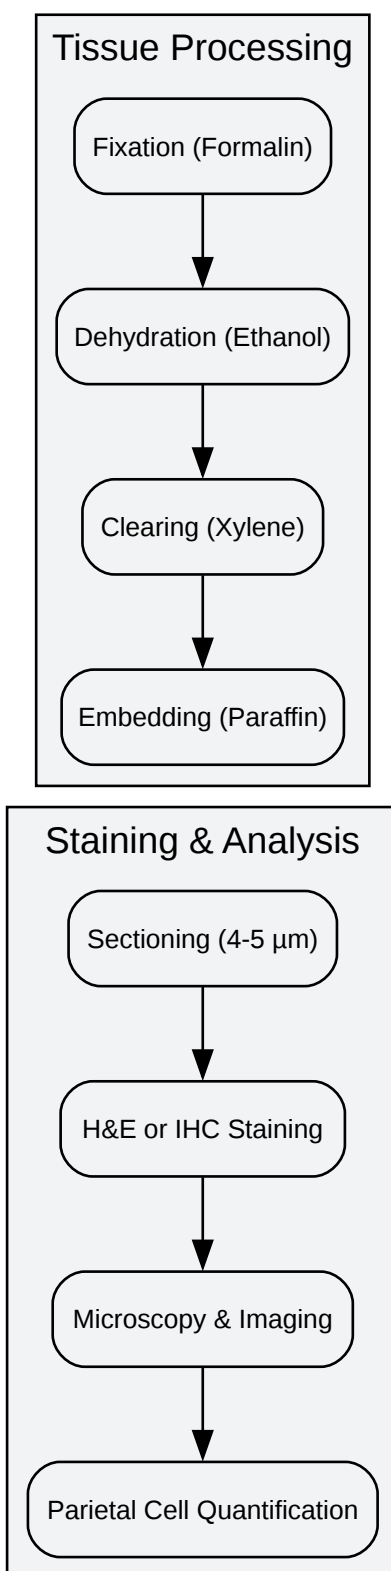 Tissue Processing
Fixation (Formalin)
Dehydration (Ethanol)
Clearing (Xylene)
Embedding (Paraffin)
Staining & Analysis
Sectioning (4-5 µm)
H&E or IHC Staining
Microscopy & Imaging
Parietal Cell Quantification